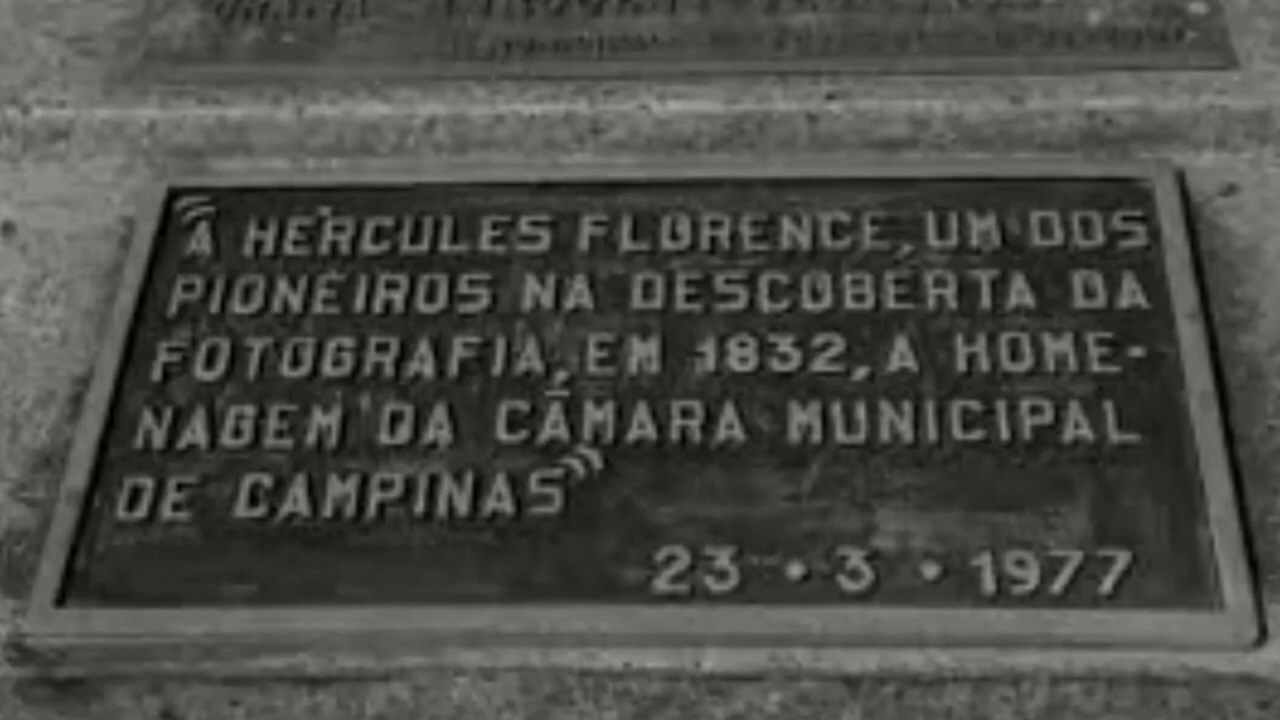 “A HÉRCULES FLORENCE, UM DOS
PIONEIROS NA DESCOBERTA DA
FOTOGRAFIA, EM 1832, A HOME-
NAGEM DA CÂMARA MUNICIPAL
DE CAMPINAS”
23 • 3 • 1977